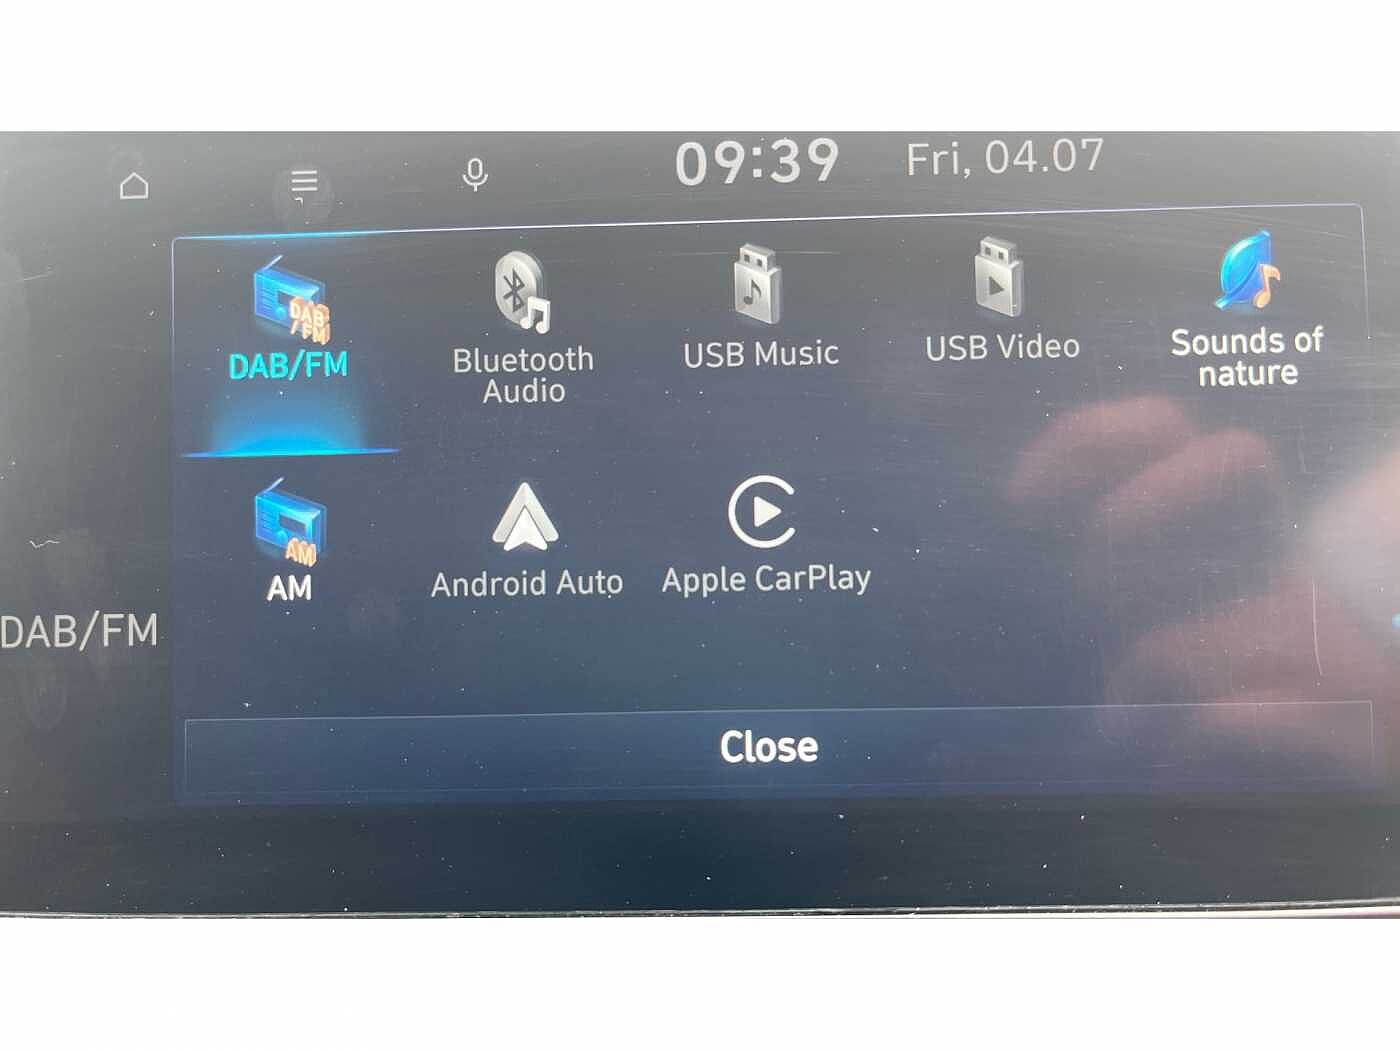 09:39 Fri, 04.07
DAB
/FM
DAB/FM
Bluetooth
Audio
USB Music
USB Video
Sounds of
nature
AM
AM
Android Auto
Apple CarPlay
DAB/FM
Close